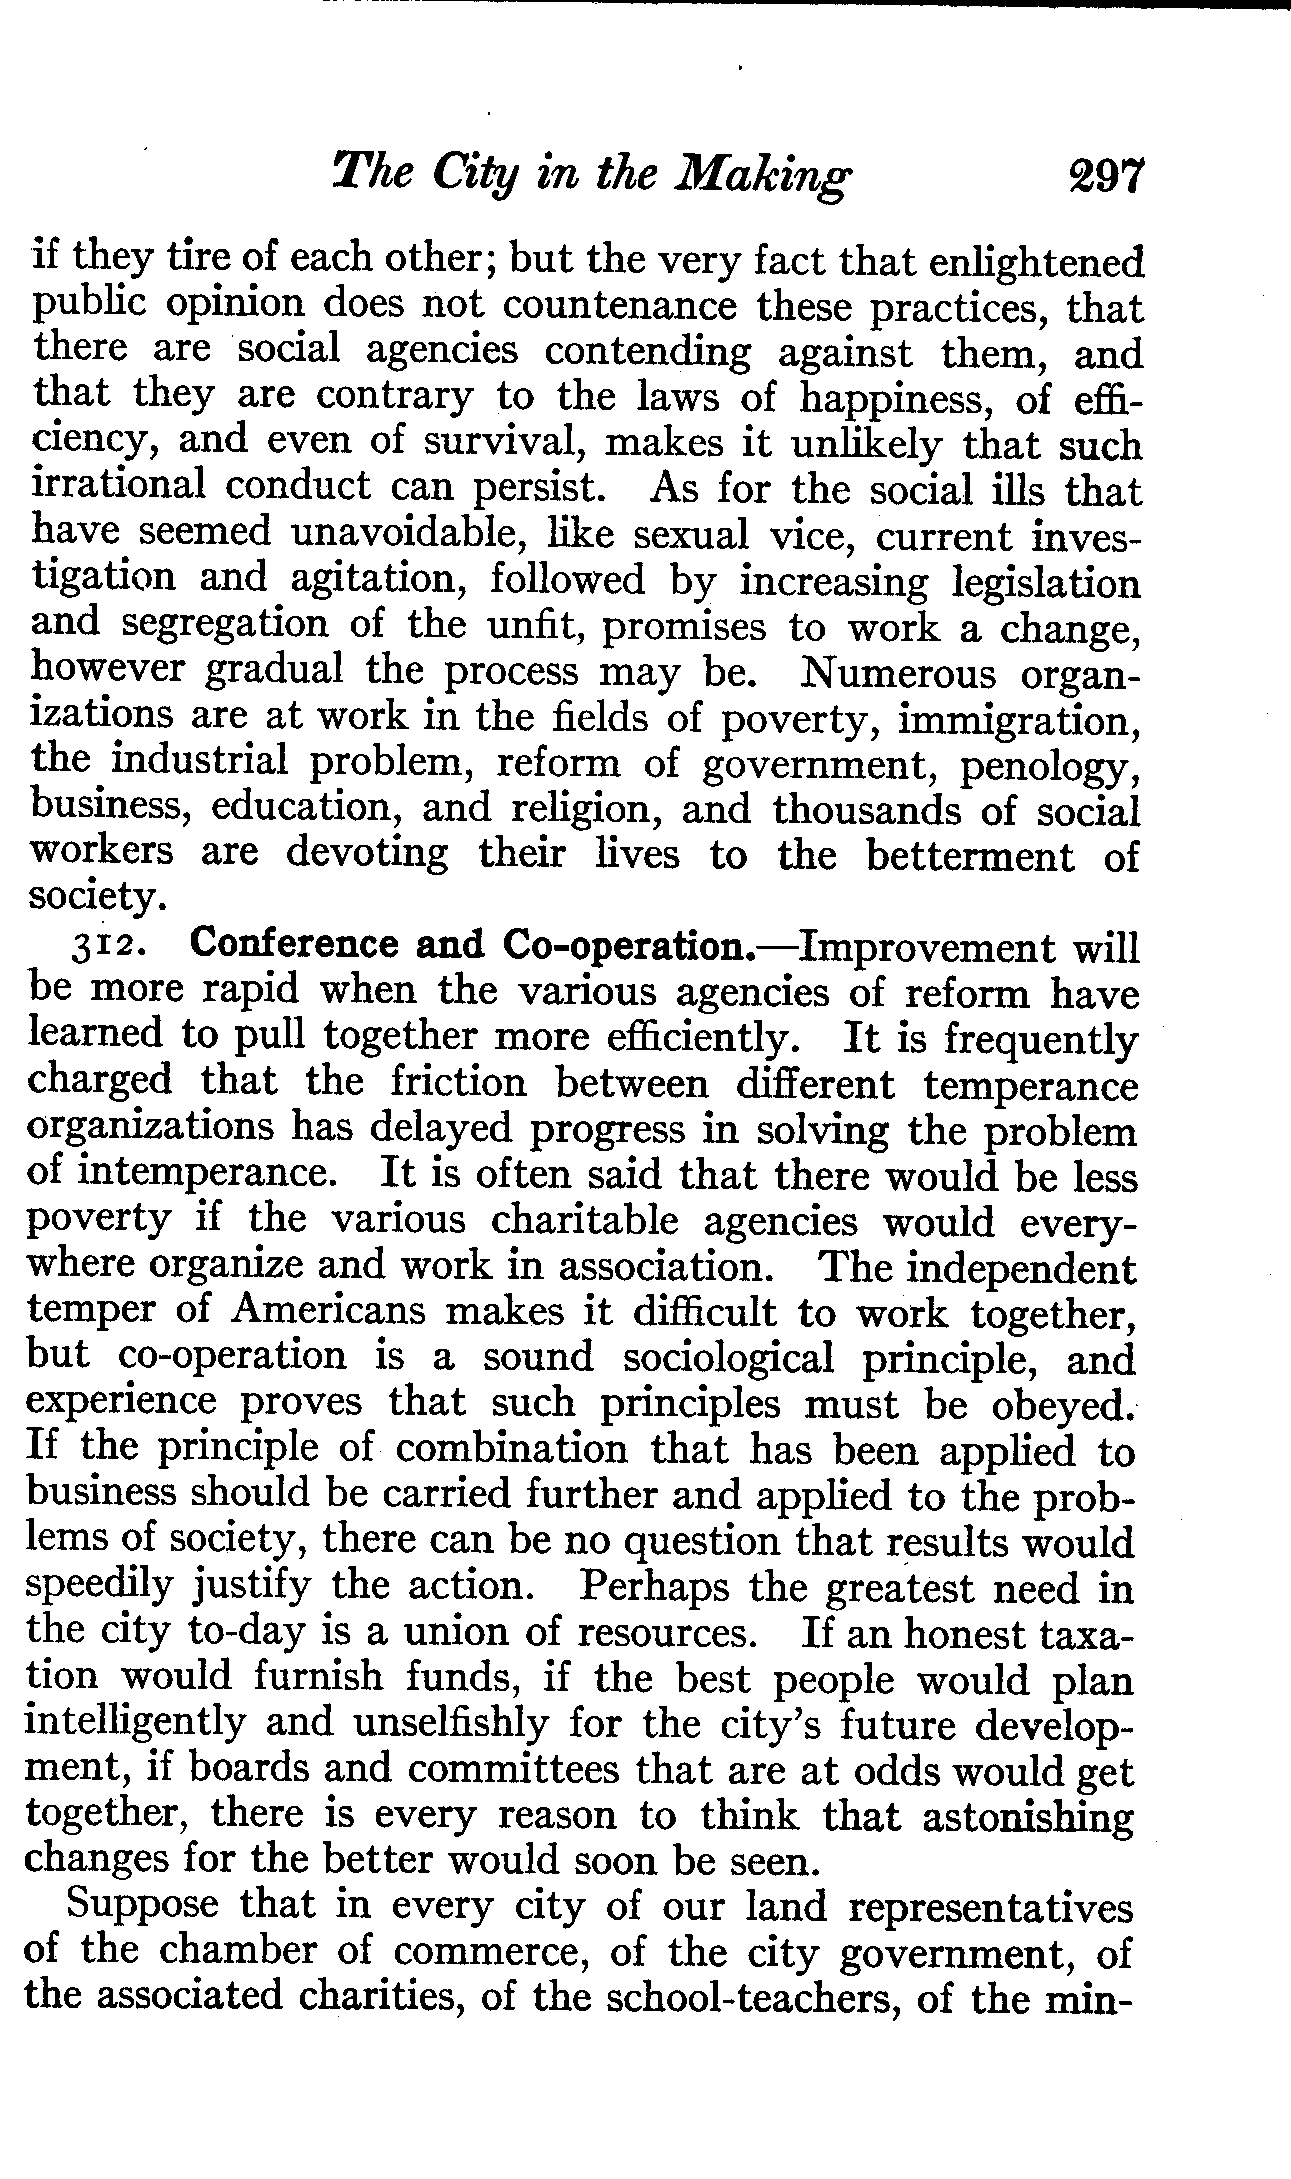 The City in the Making 297
if they tire of each other; but the very fact that enlightened
public opinion does not countenance these practices, that
there are social agencies contending against them, and
that they are contrary to the laws of happiness, of effi-
ciency, and even of survival, makes it unlikely that such
irrational conduct can persist. As for the social ills that
have seemed unavoidable, like sexual vice, current inves-
tigation and agitation, followed by increasing legislation
and segregation of the unfit, promises to work a change,
however gradual the process may be. Numerous organ-
izations are at work in the fields of poverty, immigration,
the industrial problem, reform of government, penology,
business, education, and religion, and thousands of social
workers are devoting their lives to the betterment of
society.
312. Conference and Co-operation.—Improvement will
be more rapid when the various agencies of reform have
learned to pull together more efficiently. It is frequently
charged that the friction between different temperance
organizations has delayed progress in solving the problem
of intemperance. It is often said that there would be less
poverty if the various charitable agencies would every-
where organize and work in association. The independent
temper of Americans makes it difficult to work together,
but co-operation is a sound sociological principle, and
experience proves that such principles must be obeyed.
If the principle of combination that has been applied to
business should be carried further and applied to the prob-
lems of society, there can be no question that results would
speedily justify the action. Perhaps the greatest need in
the city to-day is a union of resources. If an honest taxa-
tion would furnish funds, if the best people would plan
intelligently and unselfishly for the city's future develop-
ment, if boards and committees that are at odds would get
together, there is every reason to think that astonishing
changes for the better would soon be seen.
Suppose that in every city of our land representatives
of the chamber of commerce, of the city government, of
the associated charities, of the school-teachers, of the min-